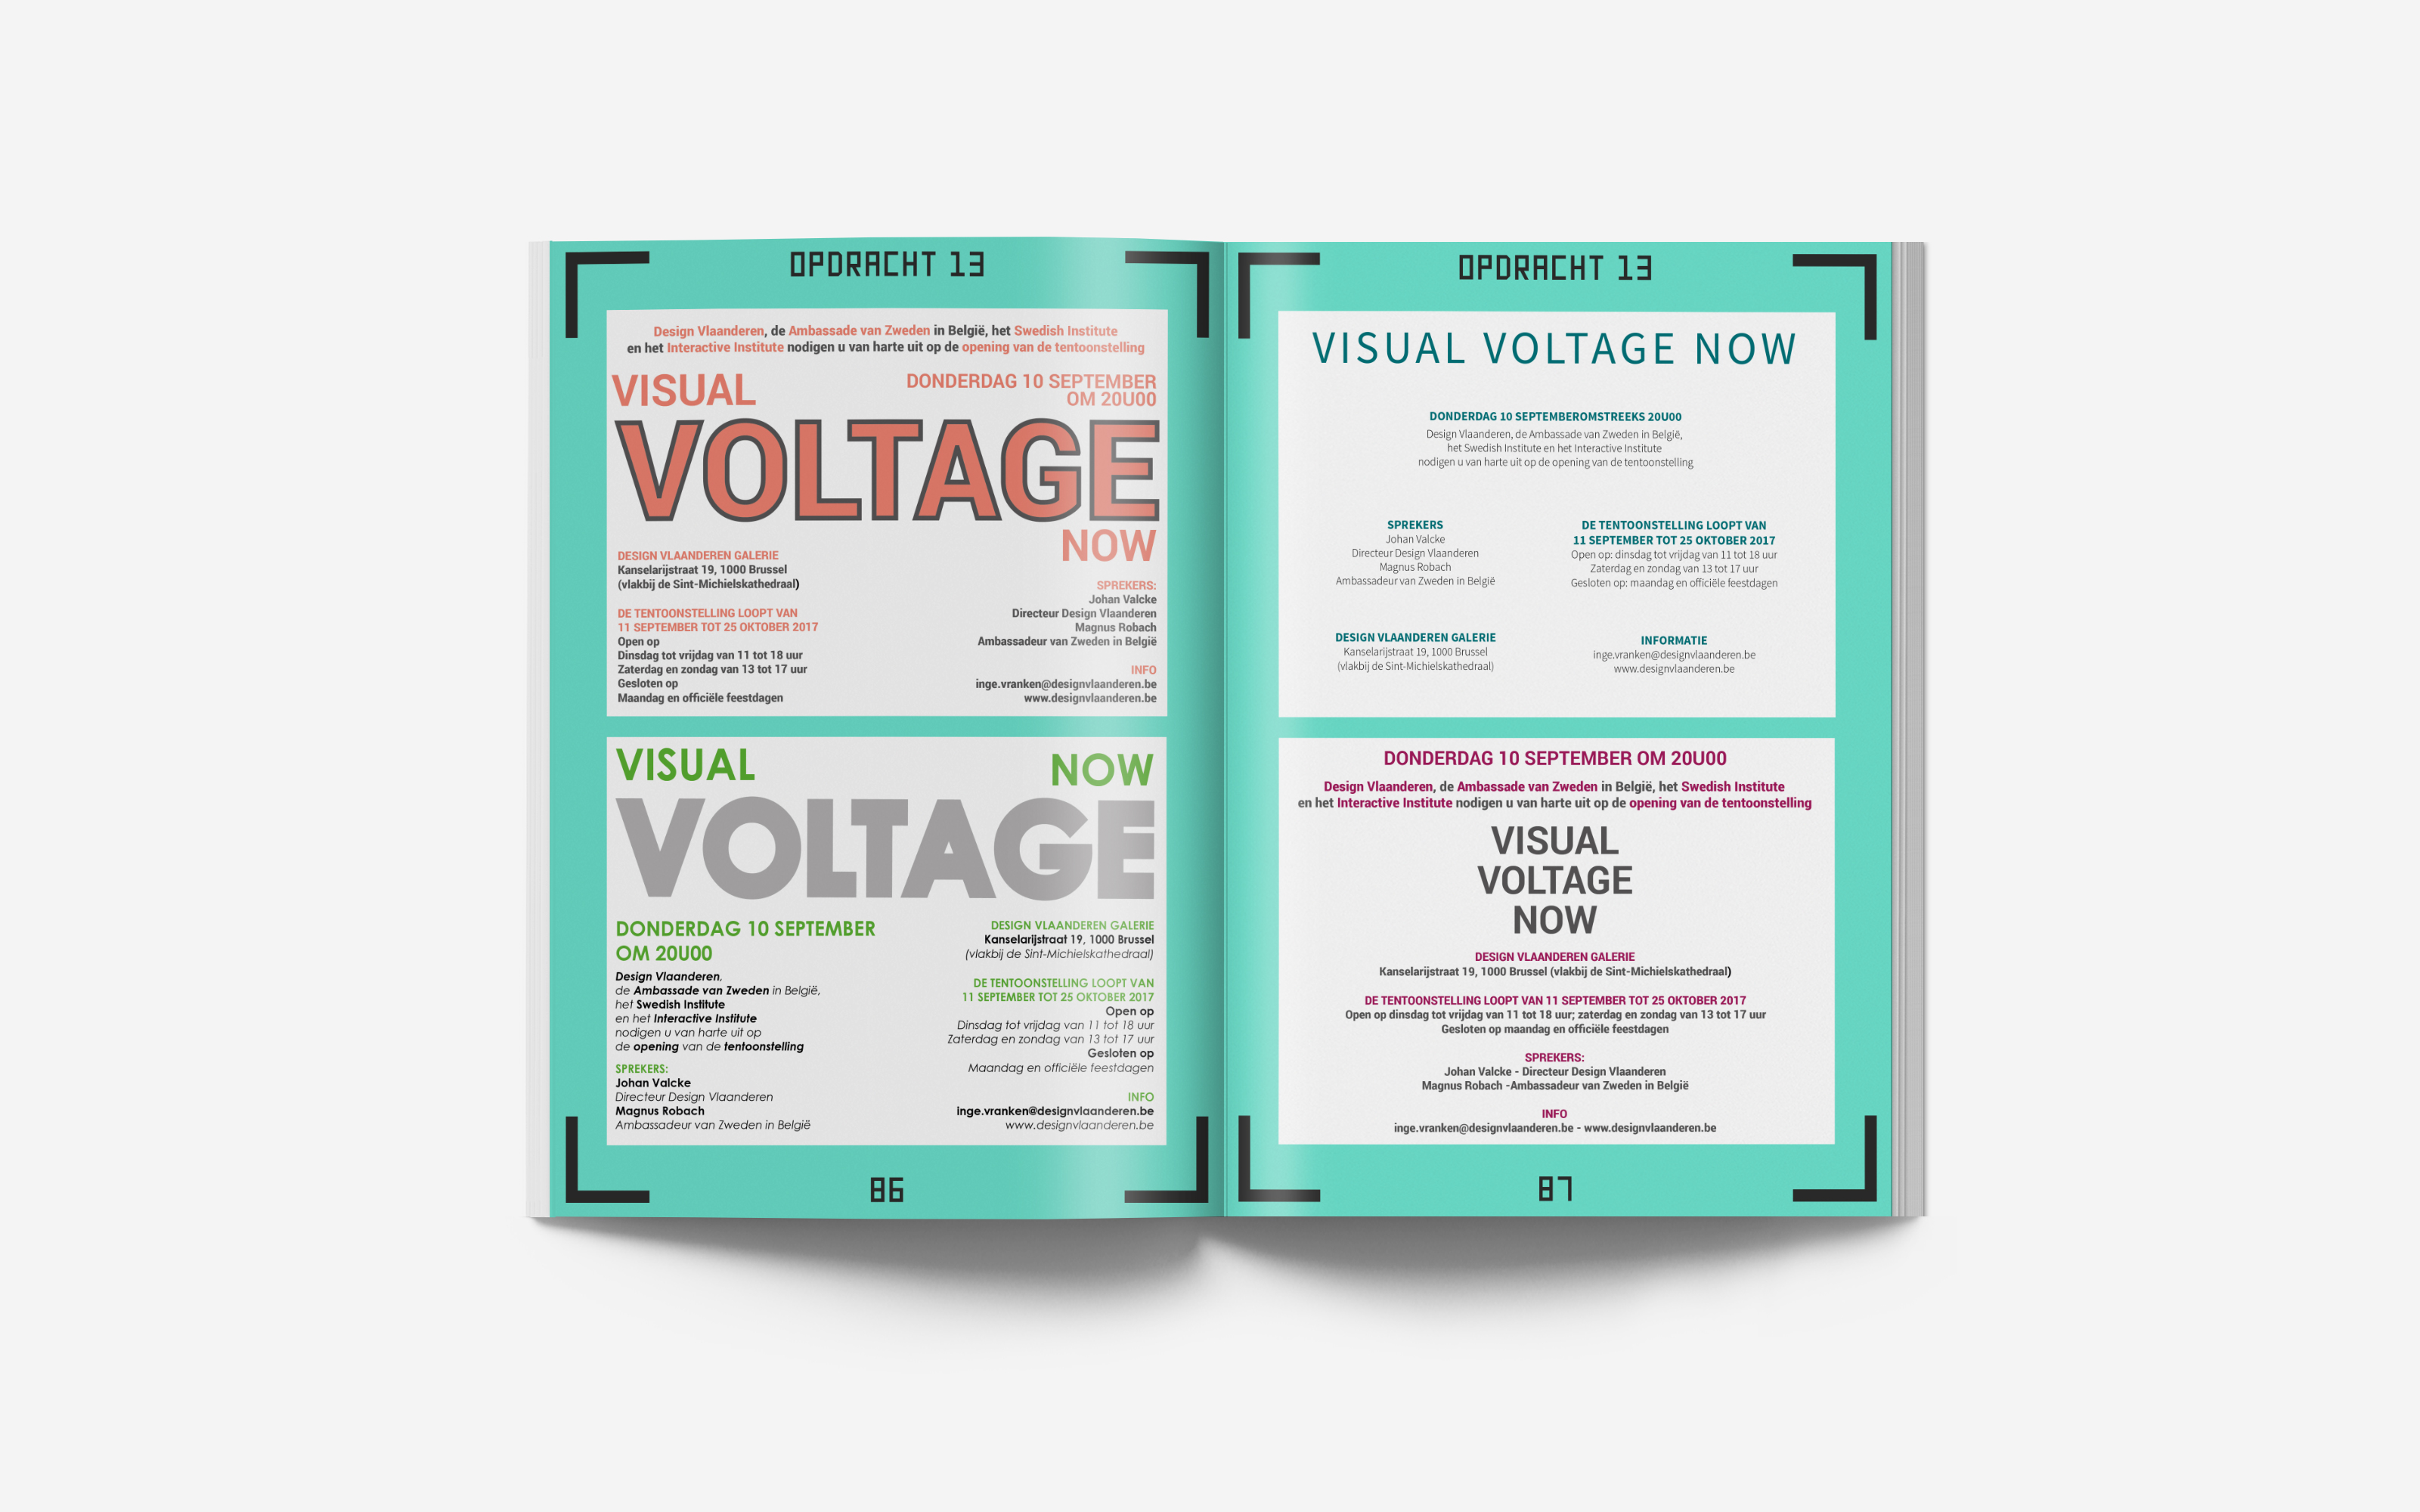 OPDRACHT 13
Design Vlaanderen, de Ambassade van Zweden in België, het Swedish Institute
en het Interactive Institute nodigen u van harte uit op de opening van de tentoonstelling
VISUAL
DONDERDAG 10 SEPTEMBER
OM 20U00
VOLTAGE
NOW
DESIGN VLAANDEREN GALERIE
Kanselarijstraat 19, 1000 Brussel
(vlakbij de Sint-Michielskathedraal)
DE TENTOONSTELLING LOOPT VAN
11 SEPTEMBER TOT 25 OKTOBER 2017
Open op
Dinsdag tot vrijdag van 11 tot 18 uur
Zaterdag en zondag van 13 tot 17 uur
Gesloten op
Maandag en officiële feestdagen
SPREKERS:
Johan Valcke
Directeur Design Vlaanderen
Magnus Robach
Ambassadeur van Zweden in België
INFO
inge.vranken@designvlaanderen.be
www.designvlaanderen.be
VISUAL
NOW
VOLTAGE
DONDERDAG 10 SEPTEMBER
OM 20U00
Design Vlaanderen,
de Ambassade van Zweden in België,
het Swedish Institute
en het Interactive Institute
nodigen u van harte uit op
de opening van de tentoonstelling
SPREKERS:
Johan Valcke
Directeur Design Vlaanderen
Magnus Robach
Ambassadeur van Zweden in België
DESIGN VLAANDEREN GALERIE
Kanselarijstraat 19, 1000 Brussel
(vlakbij de Sint-Michielskathedraal)
DE TENTOONSTELLING LOOPT VAN
11 SEPTEMBER TOT 25 OKTOBER 2017
Open op
Dinsdag tot vrijdag van 11 tot 18 uur
Zaterdag en zondag van 13 tot 17 uur
Gesloten op
Maandag en officiële feestdagen
INFO
inge.vranken@designvlaanderen.be
www.designvlaanderen.be
86
OPDRACHT 13
VISUAL VOLTAGE NOW
DONDERDAG 10 SEPTEMBEROMSTREEKS 20U00
Design Vlaanderen, de Ambassade van Zweden in België,
het Swedish Institute en het Interactive Institute
nodigen u van harte uit op de opening van de tentoonstelling
SPREKERS
Johan Valcke
Directeur Design Vlaanderen
Magnus Robach
Ambassadeur van Zweden in België
DE TENTOONSTELLING LOOPT VAN
11 SEPTEMBER TOT 25 OKTOBER 2017
Open op: dinsdag tot vrijdag van 11 tot 18 uur
Zaterdag en zondag van 13 tot 17 uur
Gesloten op: maandag en officiële feestdagen
DESIGN VLAANDEREN GALERIE
Kanselarijstraat 19, 1000 Brussel
(vlakbij de Sint-Michielskathedraal)
INFORMATIE
inge.vranken@designvlaanderen.be
www.designvlaanderen.be
DONDERDAG 10 SEPTEMBER OM 20U00
Design Vlaanderen, de Ambassade van Zweden in België, het Swedish Institute
en het Interactive Institute nodigen u van harte uit op de opening van de tentoonstelling
VISUAL
VOLTAGE
NOW
DESIGN VLAANDEREN GALERIE
Kanselarijstraat 19, 1000 Brussel (vlakbij de Sint-Michielskathedraal)
DE TENTOONSTELLING LOOPT VAN 11 SEPTEMBER TOT 25 OKTOBER 2017
Open op dinsdag tot vrijdag van 11 tot 18 uur; zaterdag en zondag van 13 tot 17 uur
Gesloten op maandag en officiële feestdagen
SPREKERS:
Johan Valcke - Directeur Design Vlaanderen
Magnus Robach -Ambassadeur van Zweden in België
INFO
inge.vranken@designvlaanderen.be - www.designvlaanderen.be
87